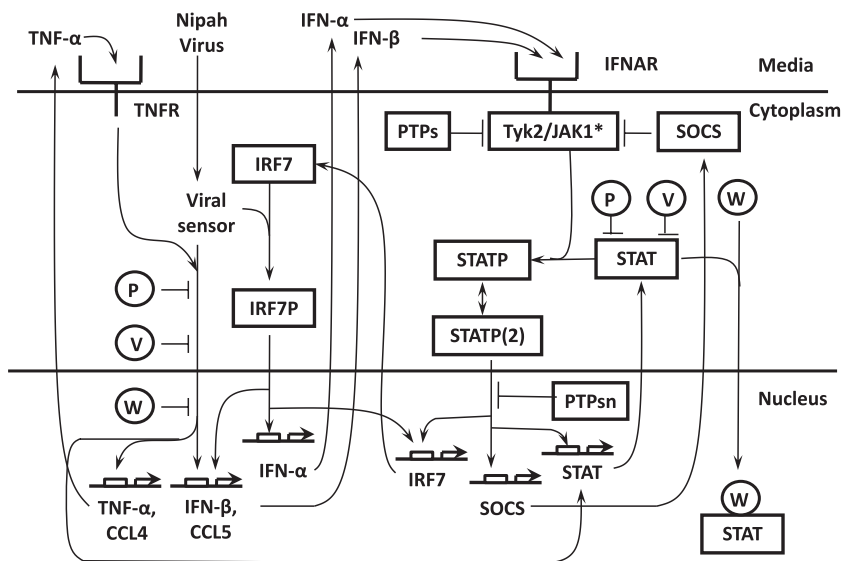 IFN-α
Nipah
Virus
TNF-α
IFN-β
IFNAR
Media
TNFR
Cytoplasm
PTPs
Tyk2/JAK1*
SOCS
IRF7
Viral
sensor
P
V
W
STATP
STAT
P
IRF7P
STATP(2)
V
Nucleus
W
PTPsn
IFN-α
IRF7
STAT
TNF-α,
CCL4
IFN-β,
CCL5
SOCS
W
STAT